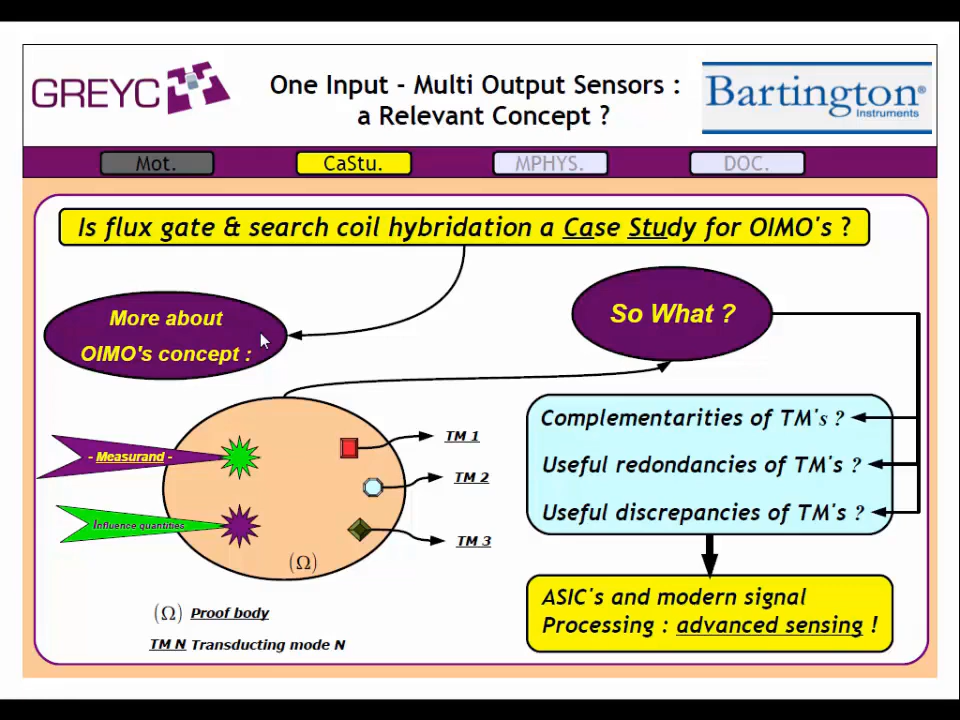 GREYC
One Input - Multi Output Sensors :
a Relevant Concept ?
Bartington®
Instruments
Mot.
CaStu.
MPHYS.
DOC.
Is flux gate & search coil hybridation a Case Study for OIMO's ?
More about
OIMO's concept :
So What ?
- Measurand -
Influence quantities
TM 1
TM 2
TM 3
(Ω)
(Ω) Proof body
TM N Transducting mode N
Complementarities of TM's ?
Useful redondancies of TM's ?
Useful discrepancies of TM's ?
ASIC's and modern signal
Processing : advanced sensing !